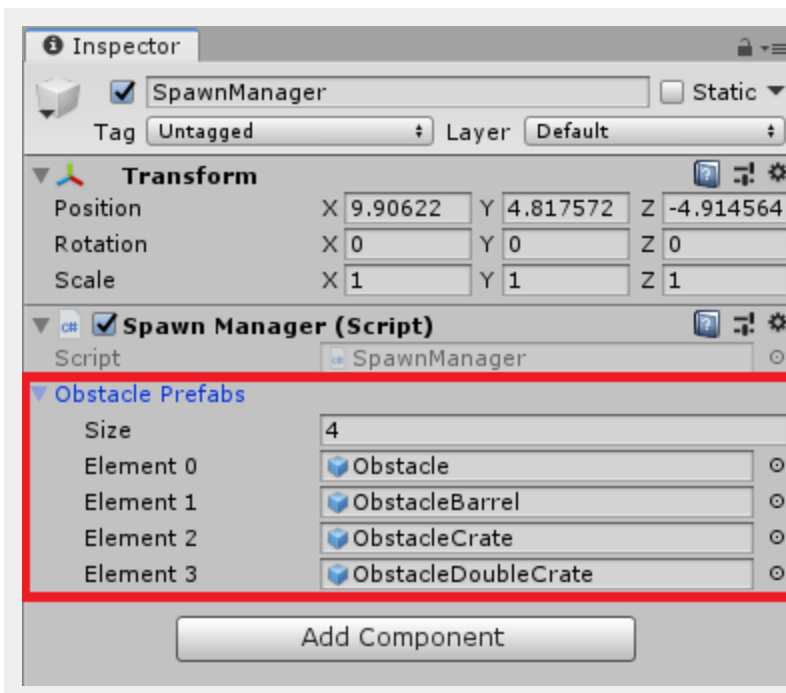 Inspector
SpawnManager Static
Tag Untagged Layer Default
Transform
Position X 9.90622 Y 4.817572 Z -4.914564
Rotation X 0 Y 0 Z 0
Scale X 1 Y 1 Z 1
C# Spawn Manager (Script)
Script SpawnManager
Obstacle Prefabs
Size 4
Element 0 Obstacle
Element 1 ObstacleBarrel
Element 2 ObstacleCrate
Element 3 ObstacleDoubleCrate
Add Component